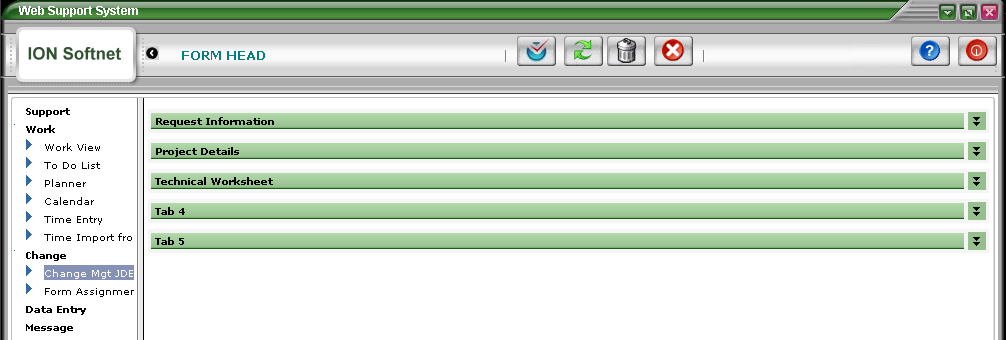 Web Support System
ION Softnet
FORM HEAD
Support
Work
Work View
To Do List
Planner
Calendar
Time Entry
Time Import fro
Change
Change Mgt JDE
Form Assignmer
Data Entry
Message
Request Information
Project Details
Technical Worksheet
Tab 4
Tab 5